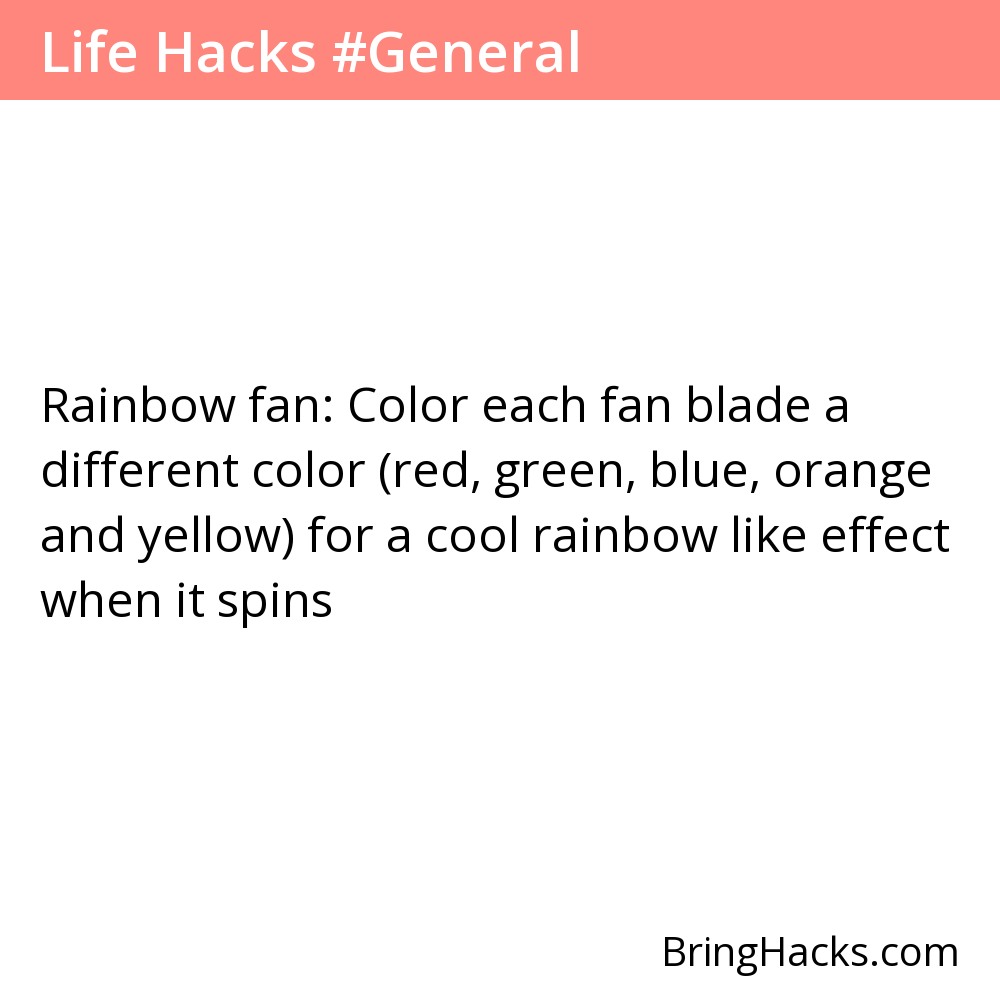 Life Hacks #General
Rainbow fan: Color each fan blade a
different color (red, green, blue, orange
and yellow) for a cool rainbow like effect
when it spins
BringHacks.com